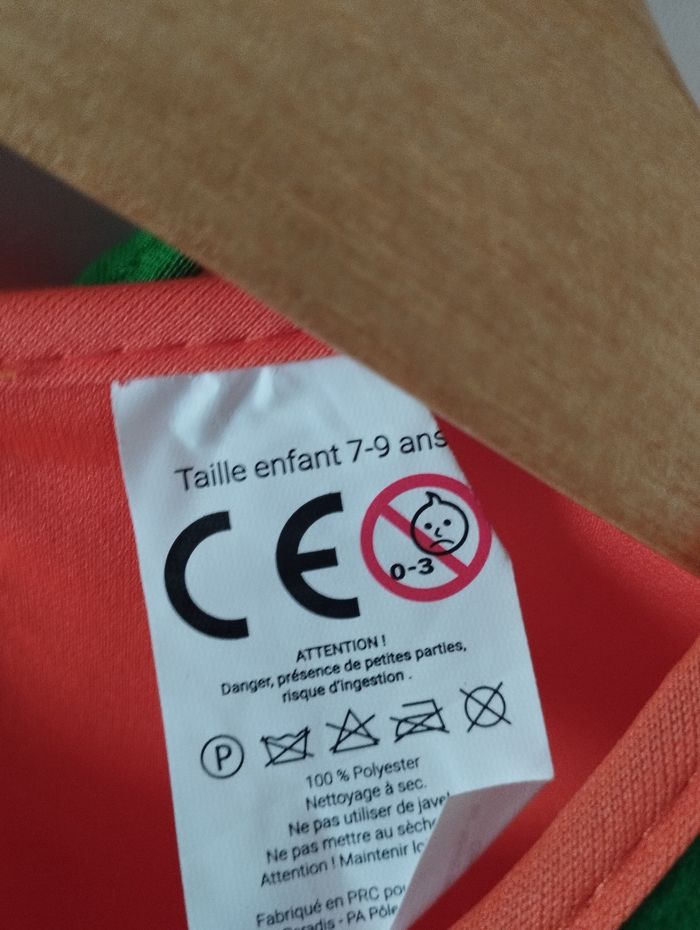 Taille enfant 7-9 ans
CE
0-3
ATTENTION !
Danger, présence de petites parties,
risque d'ingestion .
P
100 % Polyester
Nettoyage à sec.
Ne pas utiliser de javel
Ne pas mettre au
Attention ! Maintenir
Fabriqué en PRC
- PA Pôle